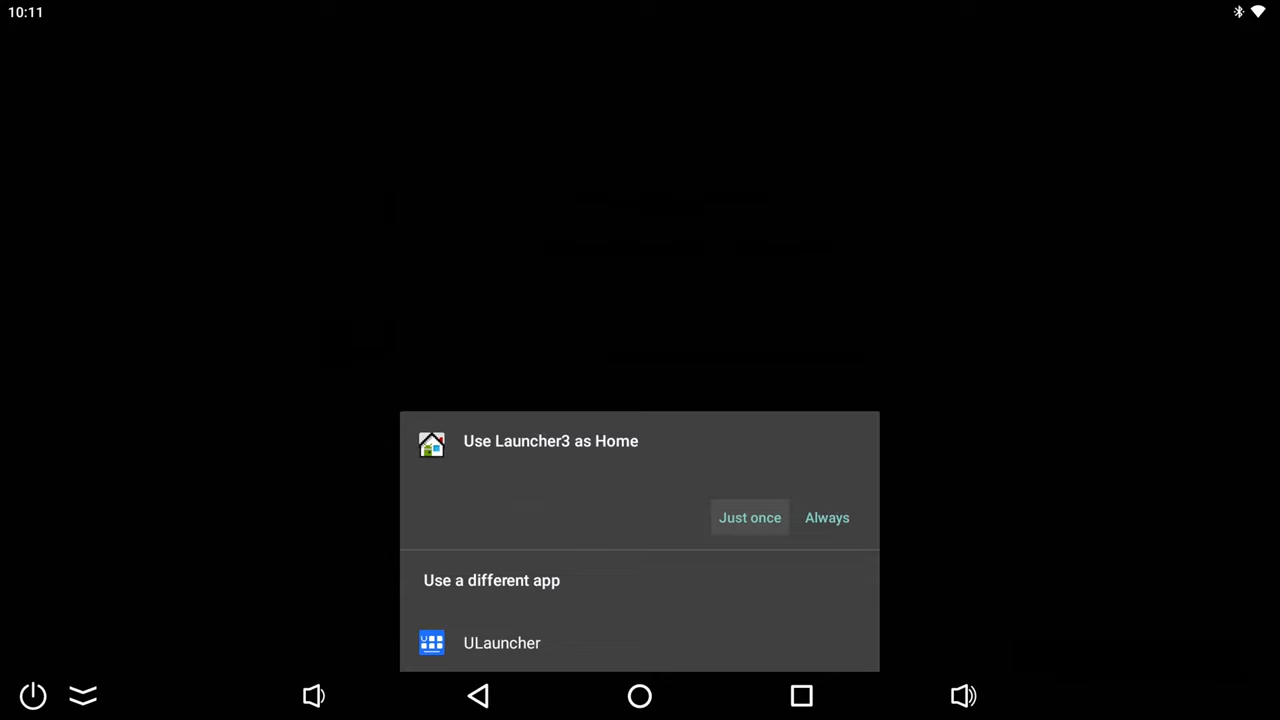 10:11
Use Launcher3 as Home
Just once
Always
Use a different app
ULauncher